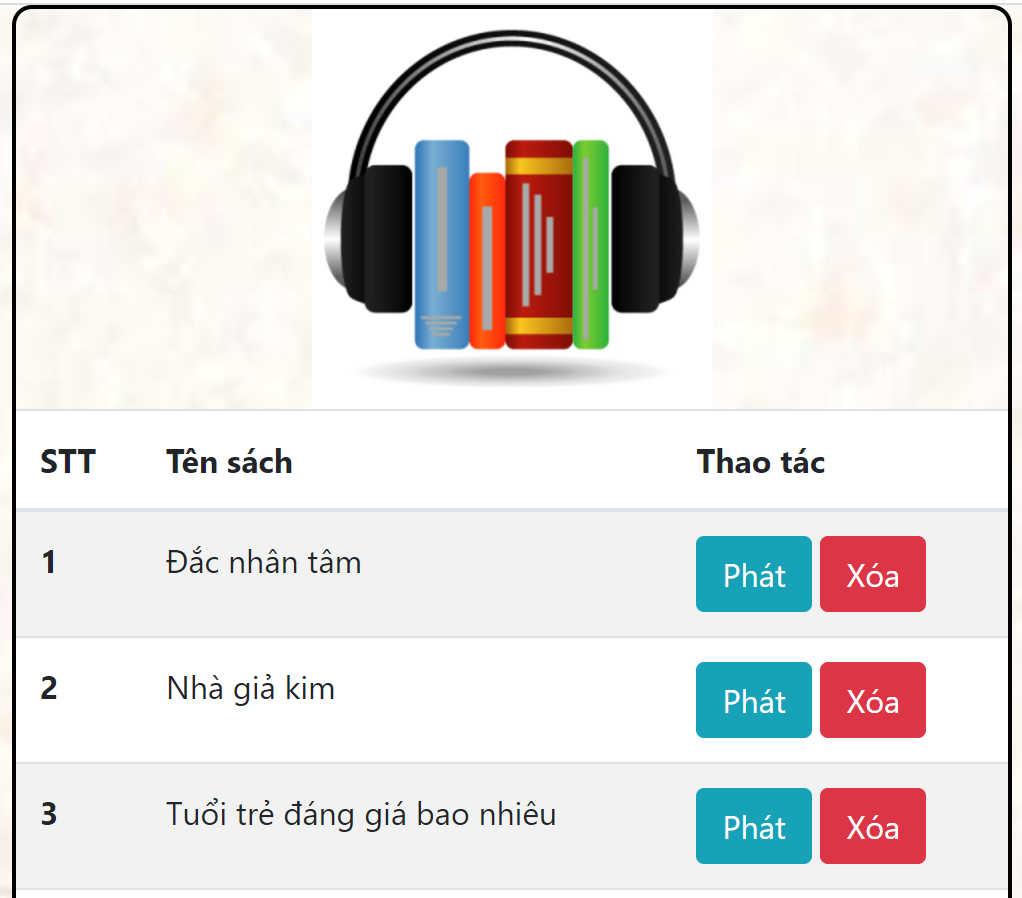 STT Tên sách Thao tác
1 Đắc nhân tâm Phát Xóa
2 Nhà giả kim Phát Xóa
3 Tuổi trẻ đáng giá bao nhiêu Phát Xóa